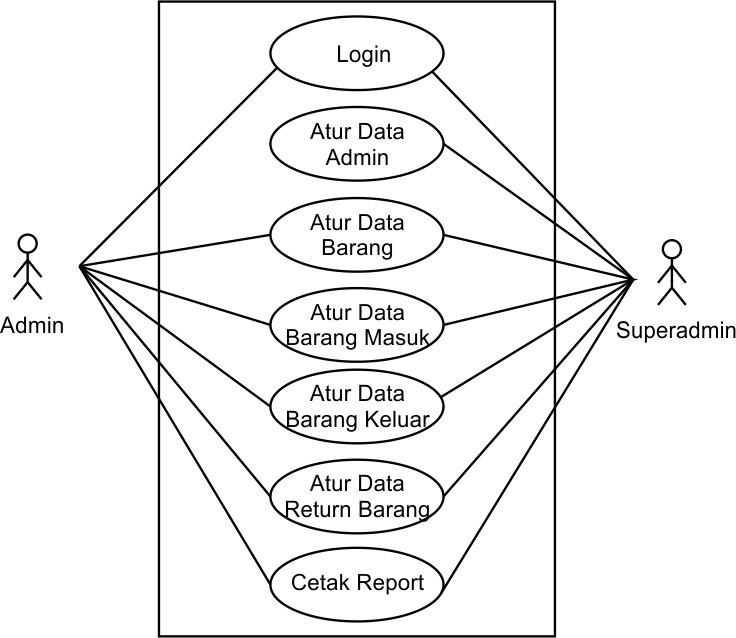 Login
Atur Data
Admin
Atur Data
Barang
Atur Data
Barang Masuk
Admin
Superadmin
Atur Data
Barang Keluar
Atur Data
Return Barang
Cetak Report